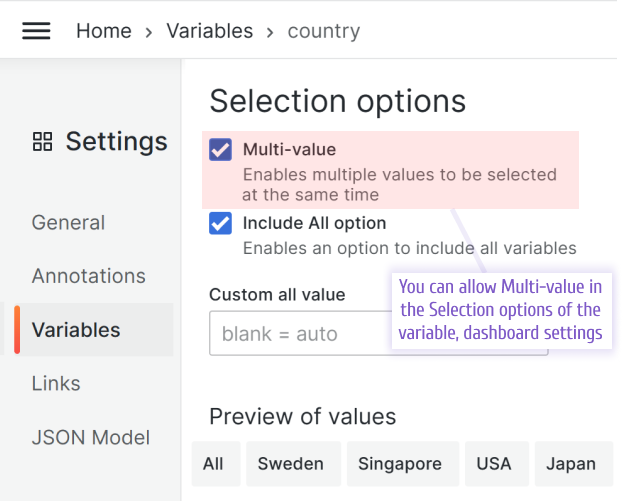 Home › Variables › country
Selection options
Settings
Multi-value
Enables multiple values to be selected
at the same time
General
Include All option
Enables an option to include all variables
Annotations
You can allow Multi-value in
the Selection options of the
variable, dashboard settings
Custom all value
Variables
blank = auto
Links
Preview of values
JSON Model
All Sweden Singapore USA Japan